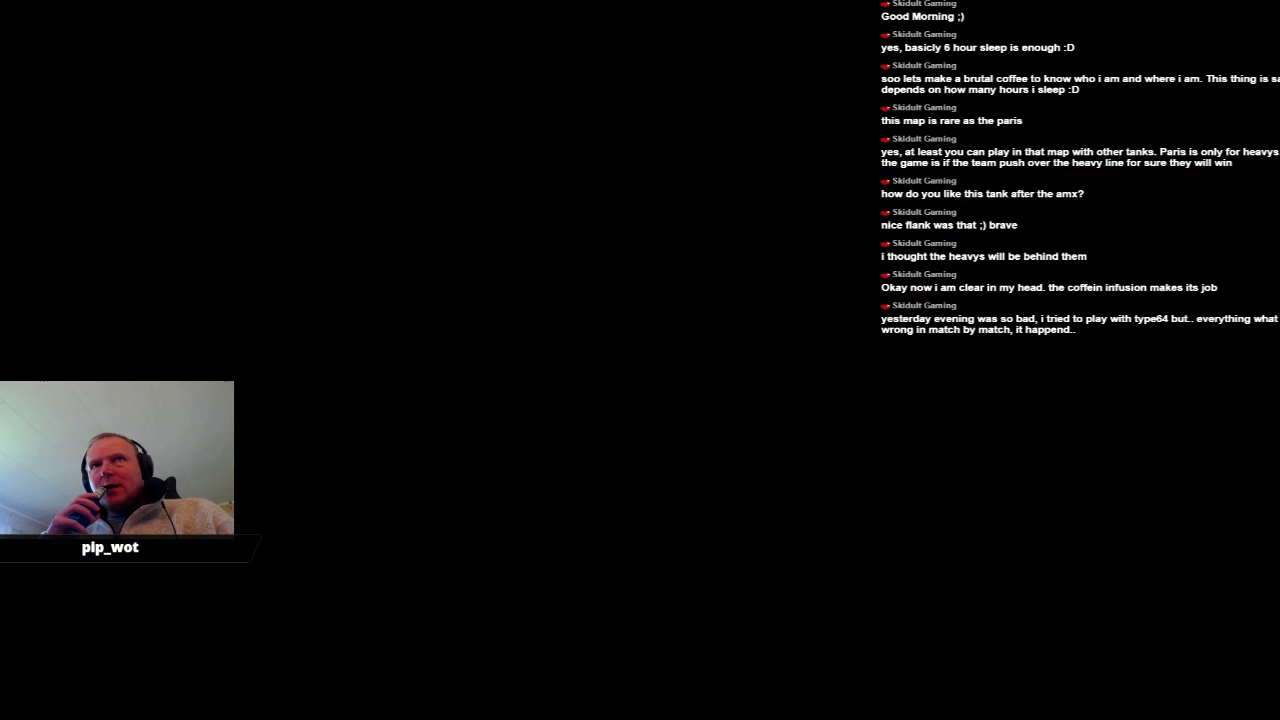 Skidult Gaming
Good Morning ;)
Skidult Gaming
yes, basicly 6 hour sleep is enough :D
Skidult Gaming
soo lets make a brutal coffee to know who i am and where i am. This thing is
depends on how many hours i sleep :D
Skidult Gaming
this map is rare as the paris
Skidult Gaming
yes, at least you can play in that map with other tanks. Paris is only for heavys
the game is if the team push over the heavy line for sure they will win
Skidult Gaming
how do you like this tank after the amx?
Skidult Gaming
nice flank was that ;) brave
Skidult Gaming
i thought the heavys will be behind them
Skidult Gaming
Okay now i am clear in my head. the coffein infusion makes its job
Skidult Gaming
yesterday evening was so bad, i tried to play with type64 but.. everything what
wrong in match by match, it happend..
pip_wot